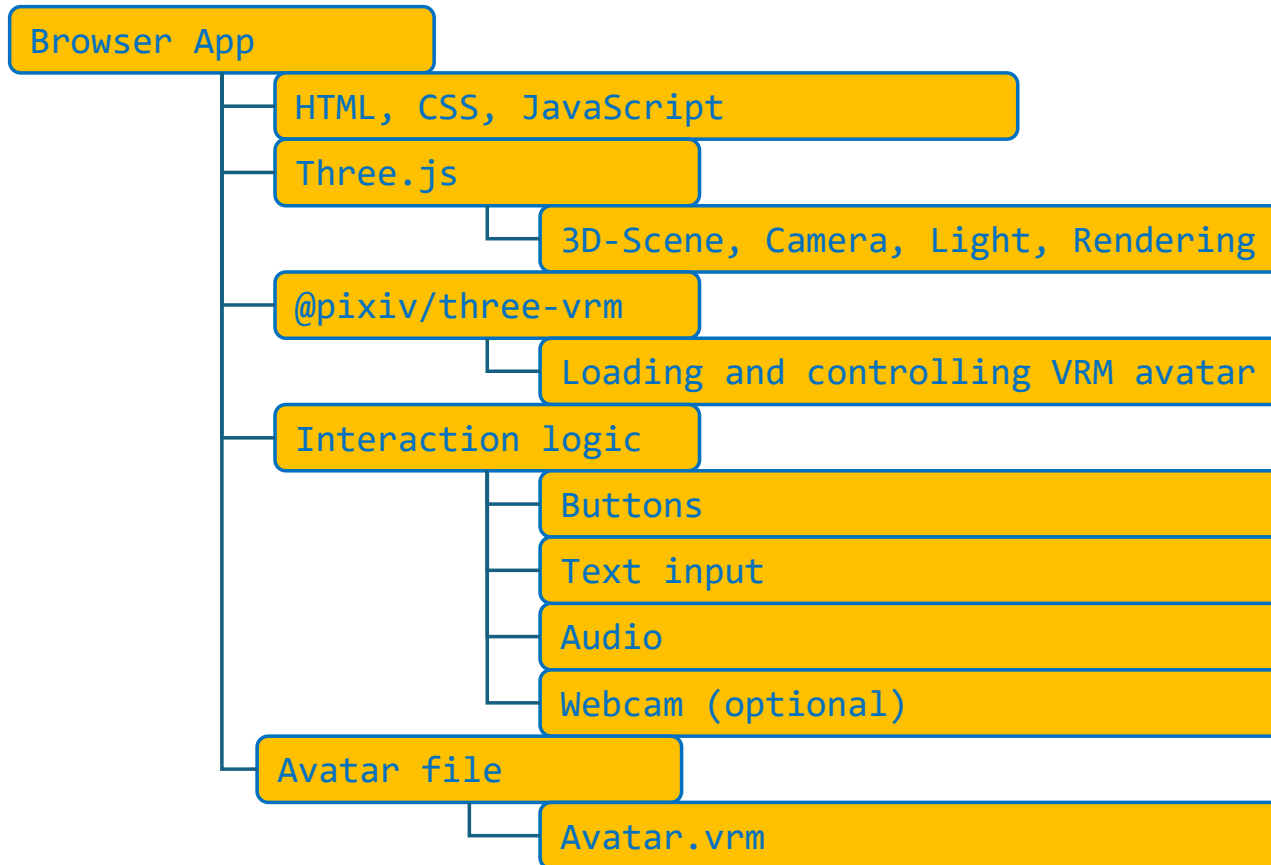 Browser App
HTML, CSS, JavaScript
Three.js
3D-Scene, Camera, Light, Rendering
@pixiv/three-vrm
Loading and controlling VRM avatar
Interaction logic
Buttons
Text input
Audio
Webcam (optional)
Avatar file
Avatar.vrm